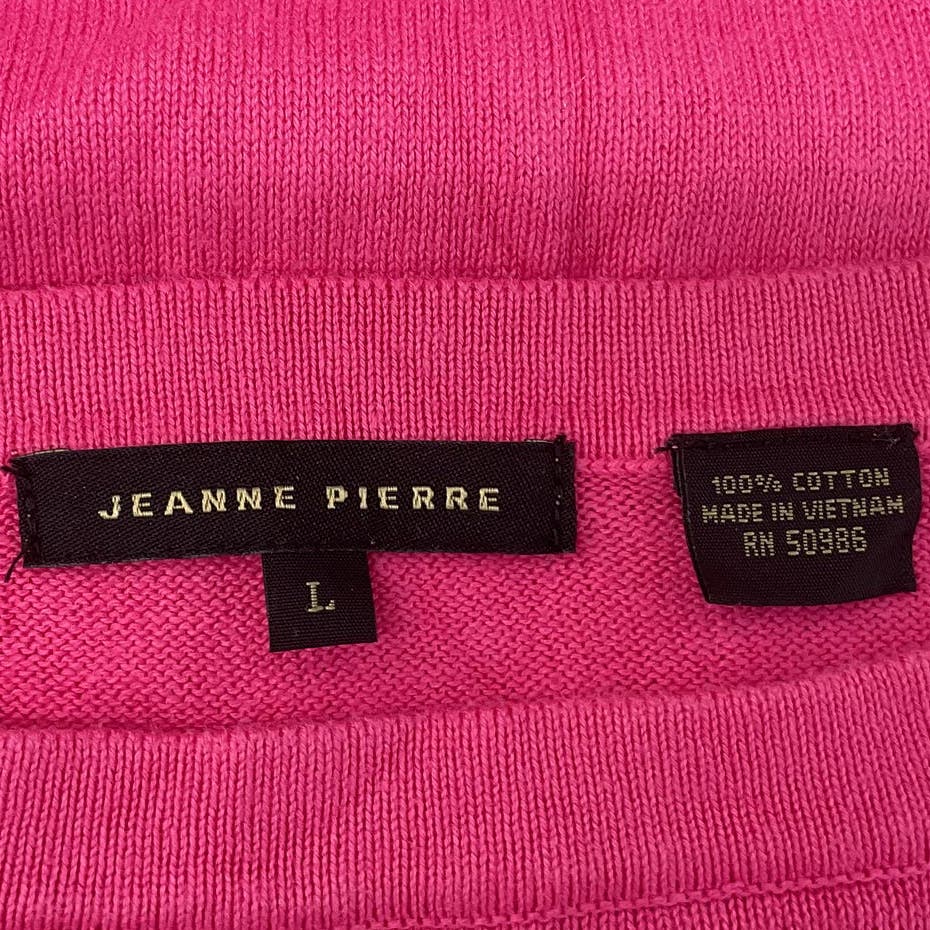 JEANNE PIERRE
L
100% COTTON
MADE IN VIETNAM
RN 50986